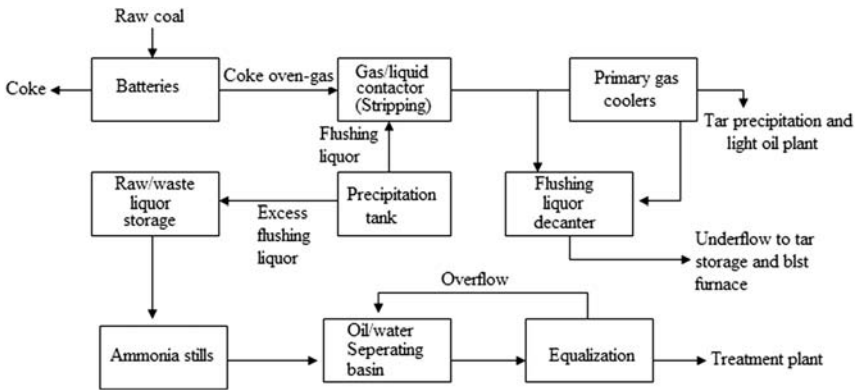 Raw coal
Coke
Batteries
Coke oven-gas
Gas/liquid
contactor
(Stripping)
Primary gas
coolers
Tar precipitation and
light oil plant
Flushing
liquor
Raw/waste
liquor
storage
Excess
flushing
liquor
Precipitation
tank
Flushing
liquor
decanter
Underflow to tar
storage and blst
furnace
Overflow
Ammonia stills
Oil/water
Seperating
basin
Equalization
Treatment plant